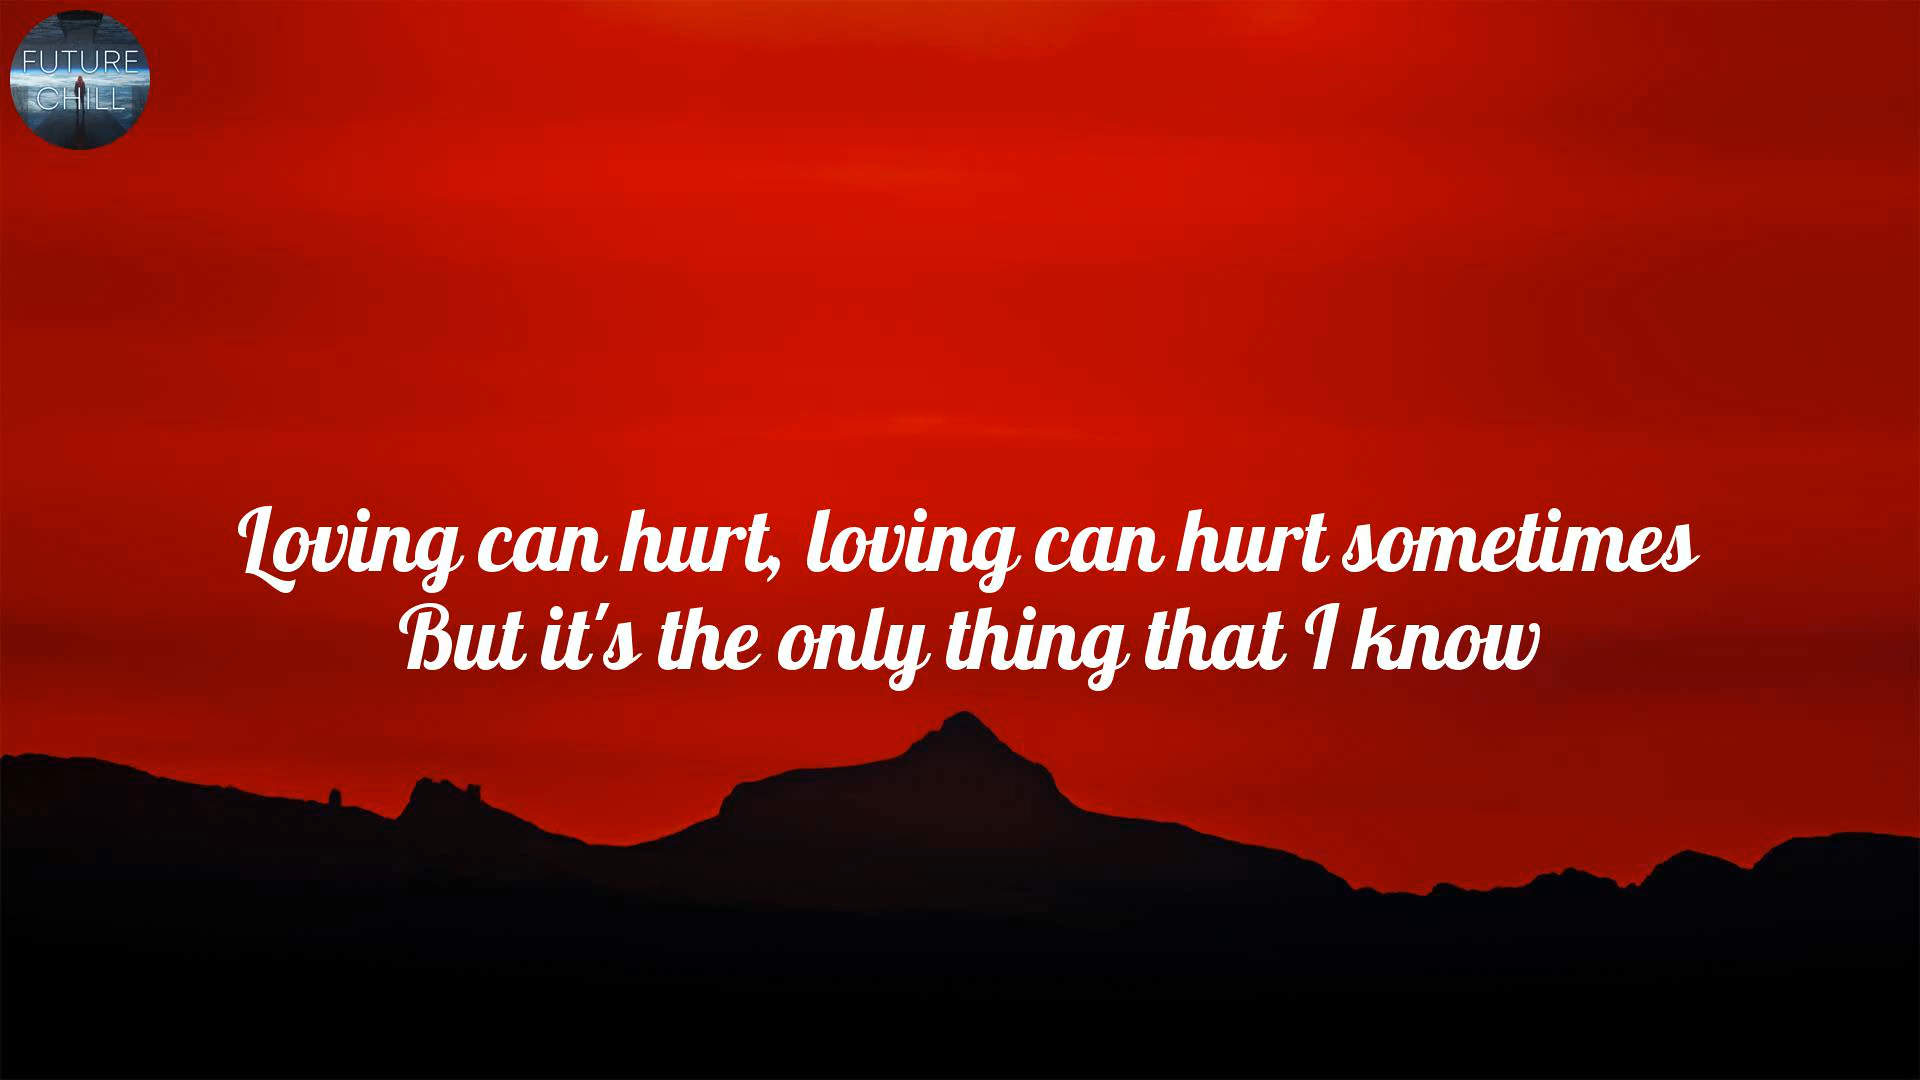 FUTURE
CHILL
Loving can hurt, loving can hurt sometimes
But it's the only thing that I know